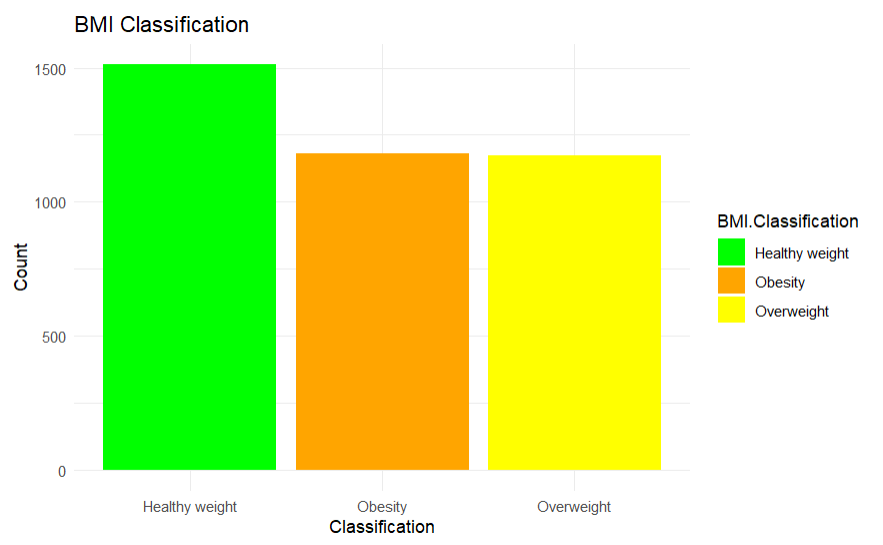 BMI Classification
1500
1000
500
0
Count
Healthy weight
Obesity
Overweight
Classification
BMI.Classification
Healthy weight
Obesity
Overweight